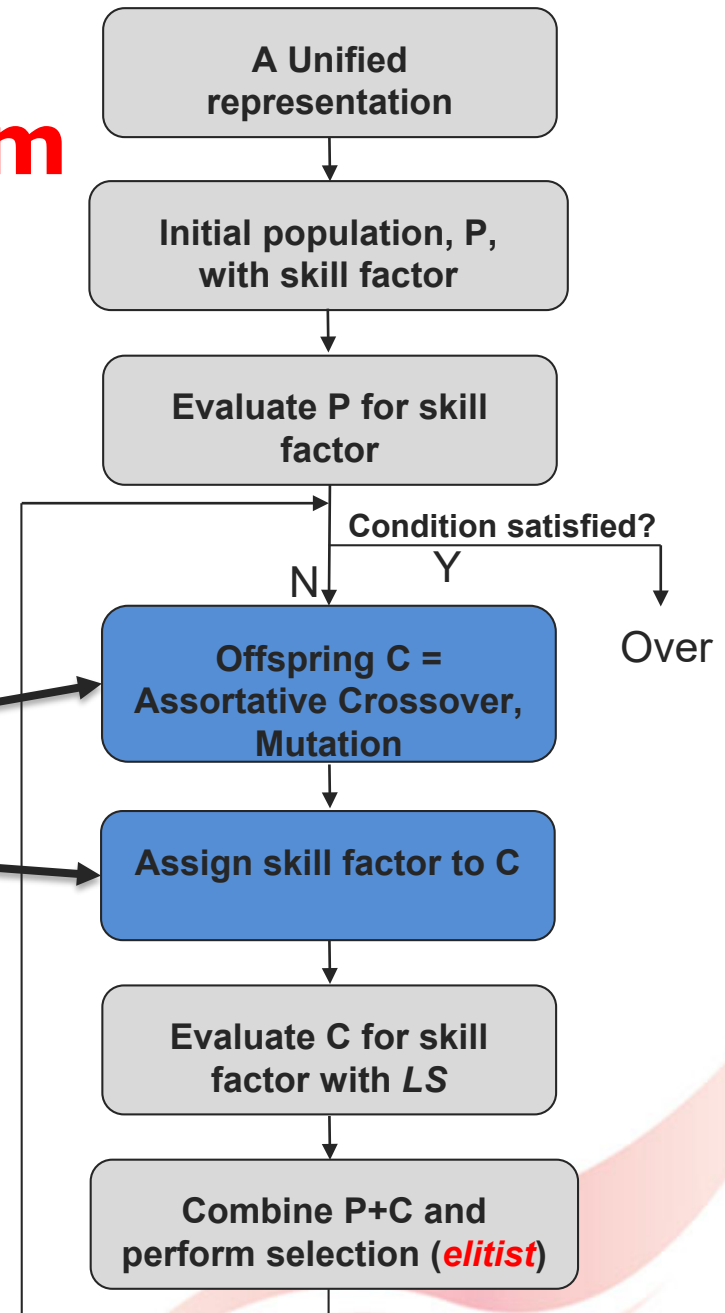 A Unified
representation
m
Initial population, P,
with skill factor
Evaluate P for skill
factor
Condition satisfied?
N
Y
Over
Offspring C =
Assortative Crossover,
Mutation
Assign skill factor to C
Evaluate C for skill
factor with LS
Combine P+C and
perform selection (elitist)